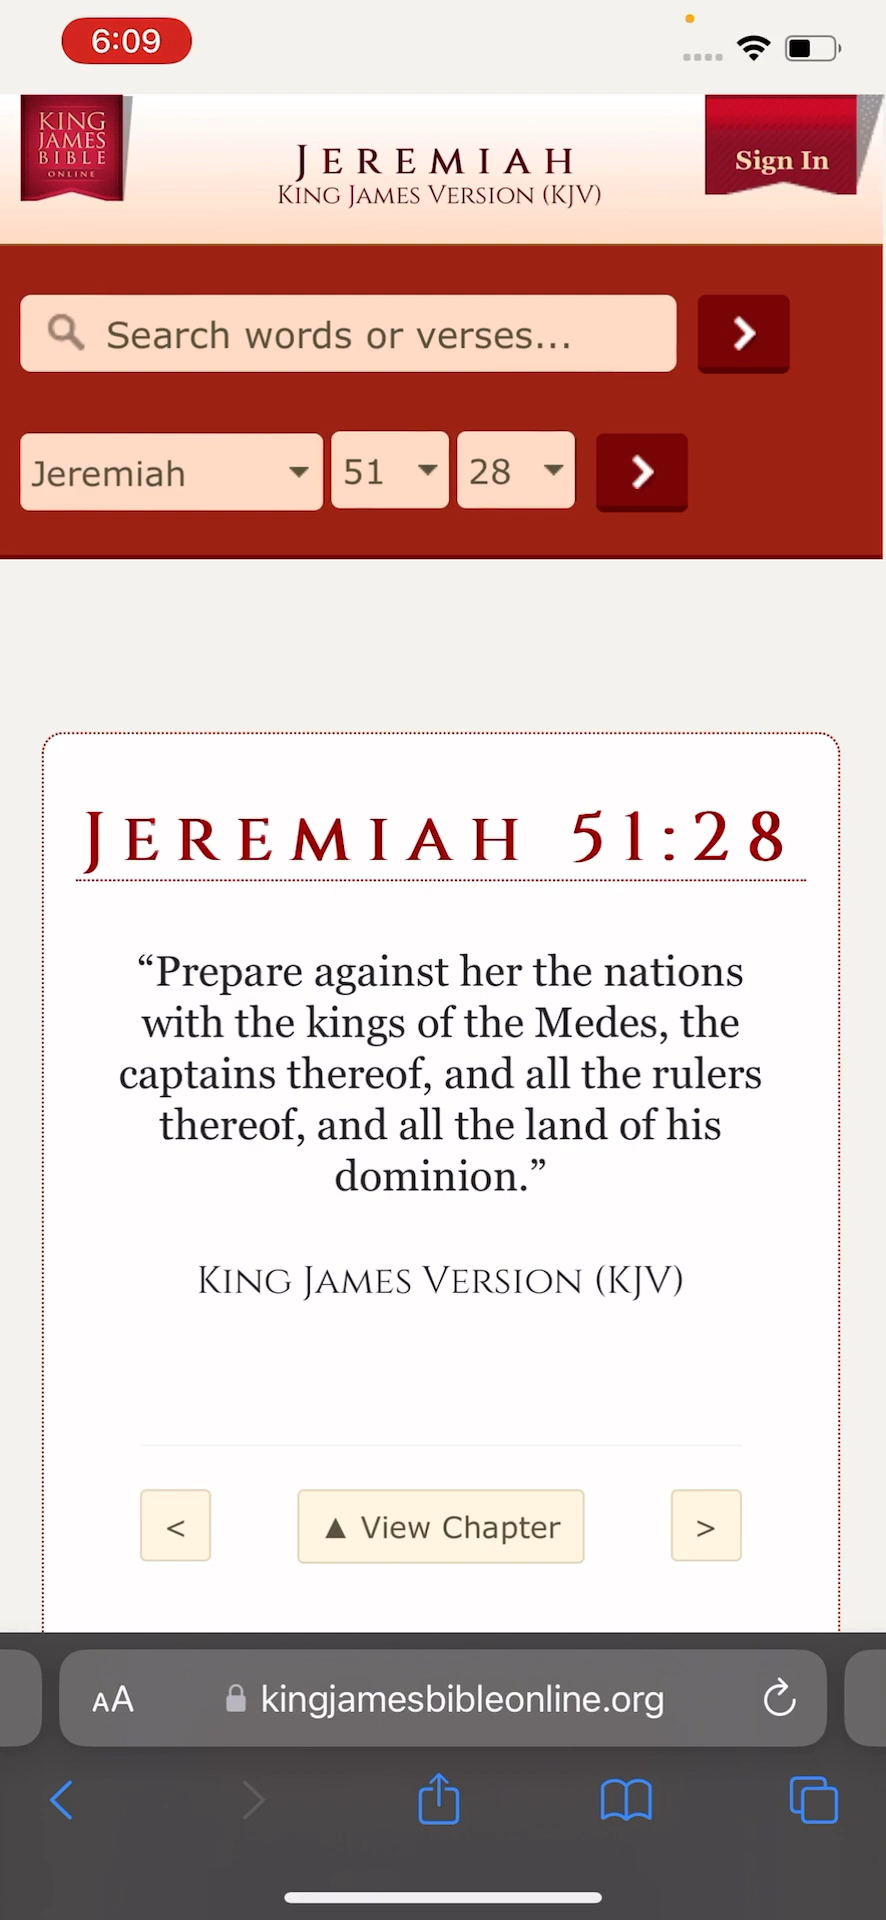 6:09
KING
JAMES
BIBLE
ONLINE
JEREMIAH
KING JAMES VERSION (KJV)
Sign In
Search words or verses...
Jeremiah 51 28
JEREMIAH 51:28
“Prepare against her the nations
with the kings of the Medes, the
captains thereof, and all the rulers
thereof, and all the land of his
dominion.”
KING JAMES VERSION (KJV)
< ▲ View Chapter >
AA kingjamesbibleonline.org